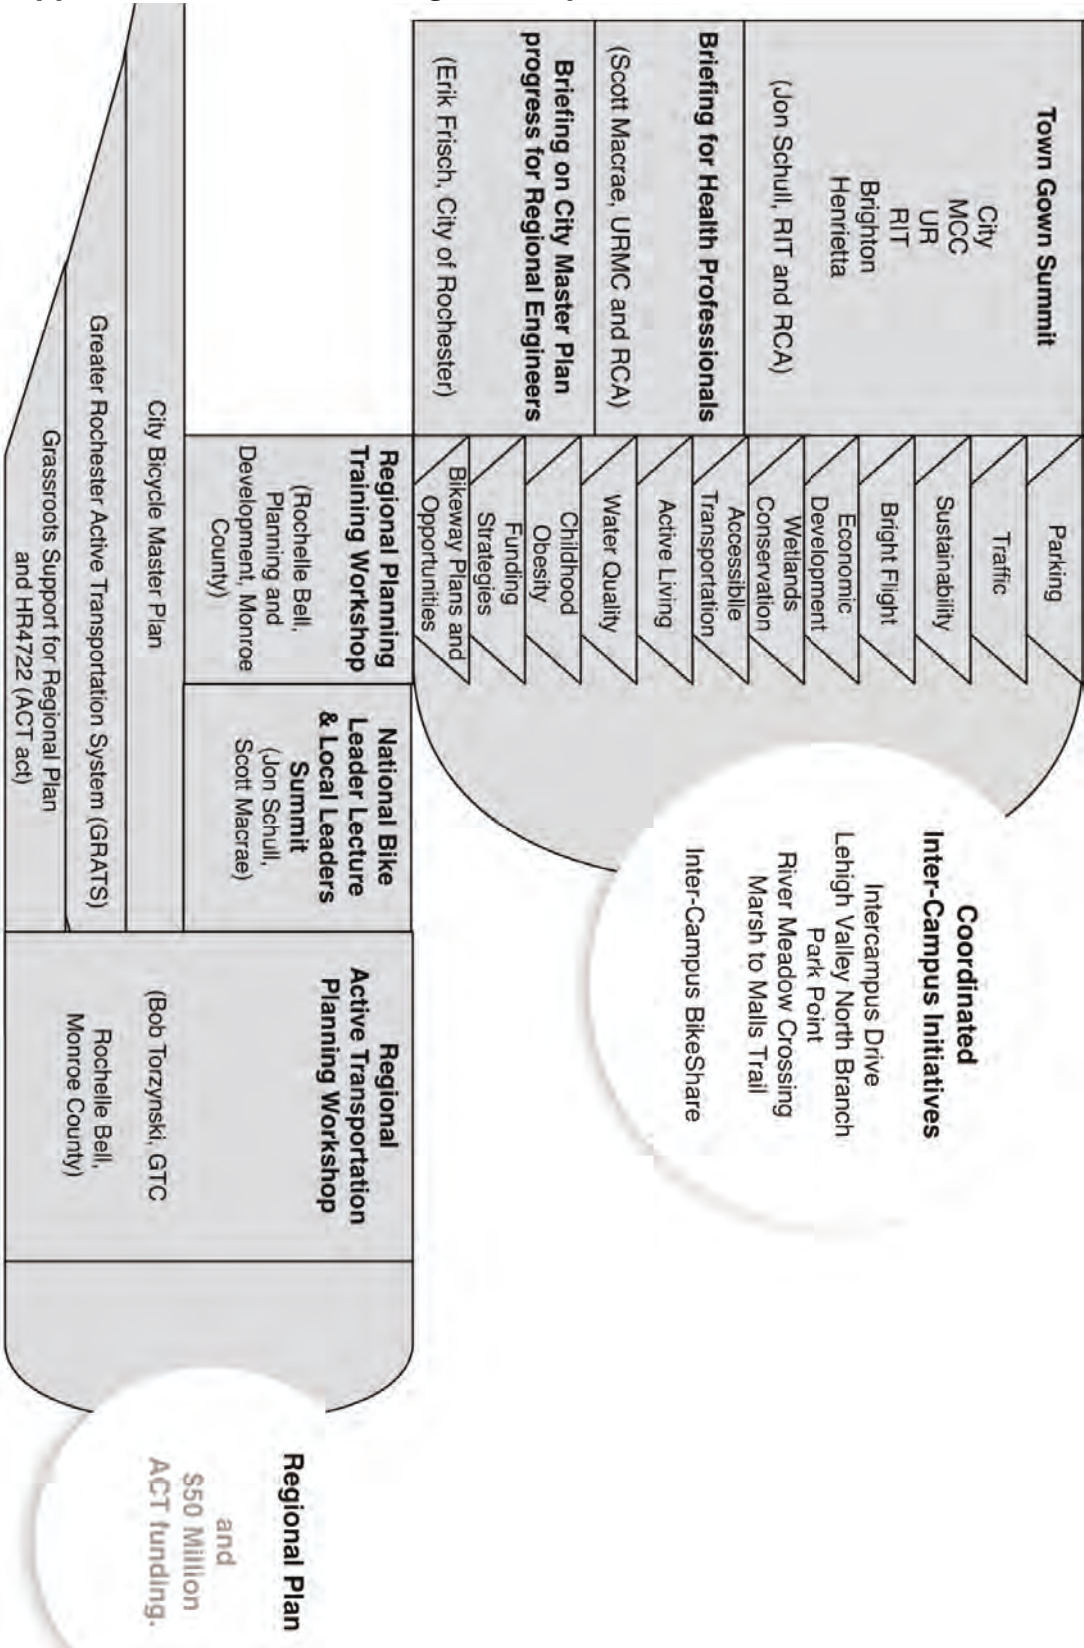 Town Gown Summit
City
MCC
UR
RIT
Brighton
Henrietta
(Jon Schull, RIT and RCA)
Briefing for Health Professionals
(Scott Macrae, URMC and RCA)
Briefing on City Master Plan
progress for Regional Engineers
(Erik Frisch, City of Rochester)
Parking
Traffic
Sustainability
Bright Flight
Economic
Development
Wetlands
Conservation
Accessibile
Transportation
Active Living
Water Quality
Childhood
Obesity
Funding
Strategies
Bikeway Plans and
Opportunities
Coordinated
Inter-Campus Initiatives
Intercampus Drive
Lehigh Valley North Branch
Park Point
River Meadow Crossing
Marsh to Malls Trail
Inter-Campus BikeShare
Regional Planning
Training Workshop
(Rochelle Bell,
Planning and
Development, Monroe
County)
National Bike
Leader Lecture
& Local Leaders
Summit
(Jon Schull,
Scott Macrae)
Regional
Active Transportation
Planning Workshop
(Bob Torzynski, GTC
Rochelle Bell,
Monroe County)
City Bicycle Master Plan
Greater Rochester Active Transportation System (GRATS)
Grassroots Support for Regional Plan
and HR4722 (ACT act)
Regional Plan
and
$50 Million
ACT funding.